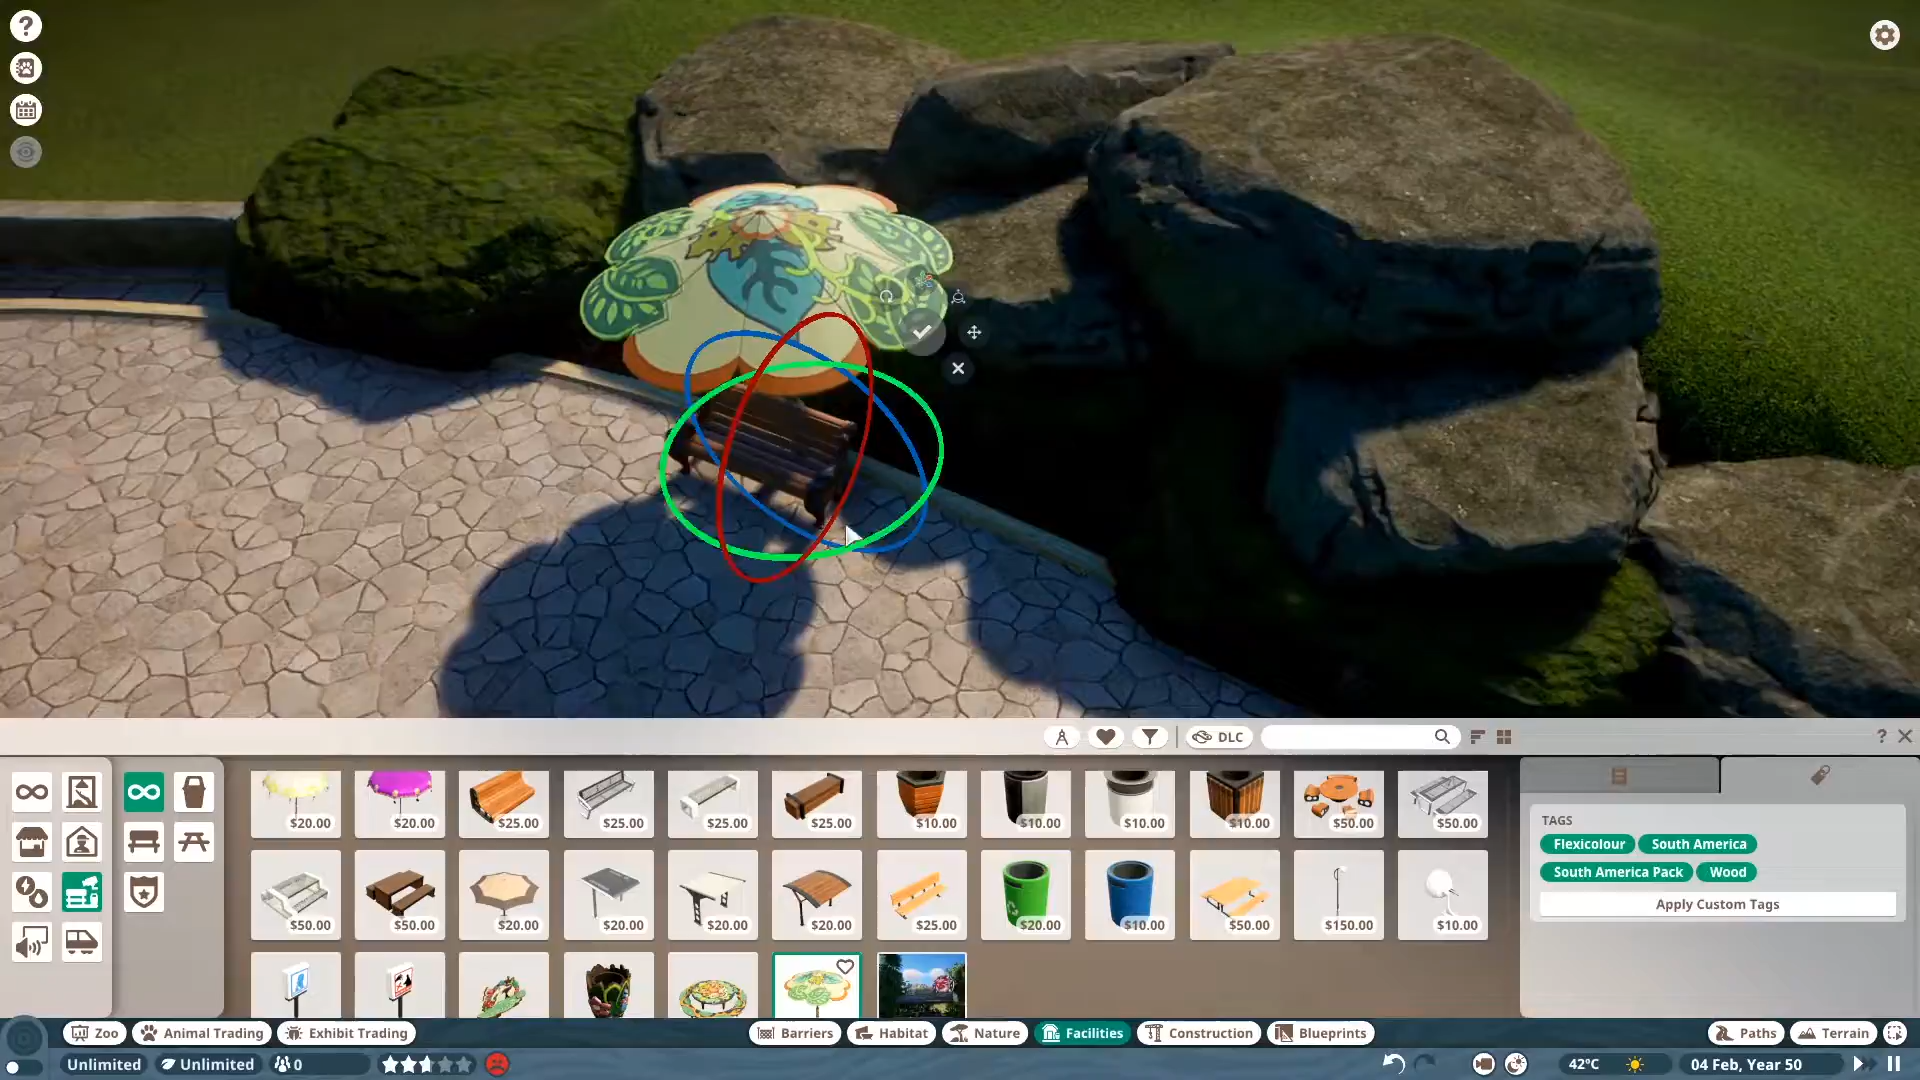 DLC
$20.00 $20.00 $25.00 $25.00 $25.00 $25.00 $10.00 $10.00 $10.00 $10.00 $50.00 $50.00
$50.00 $50.00 $20.00 $20.00 $20.00 $20.00 $25.00 $20.00 $10.00 $50.00 $150.00 $10.00
TAGS
Flexicolour South America
South America Pack Wood
Apply Custom Tags
Zoo Animal Trading Exhibit Trading Barriers Habitat Nature Facilities Construction Blueprints Paths Terrain
Unlimited Unlimited 0 42°C 04 Feb, Year 50